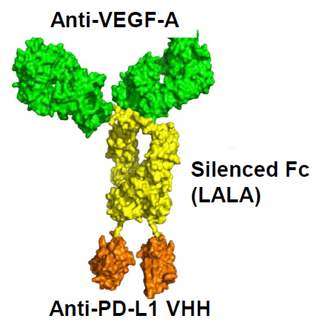 Anti-VEGF-A
Silenced Fc
(LALA)
Anti-PD-L1 VHH